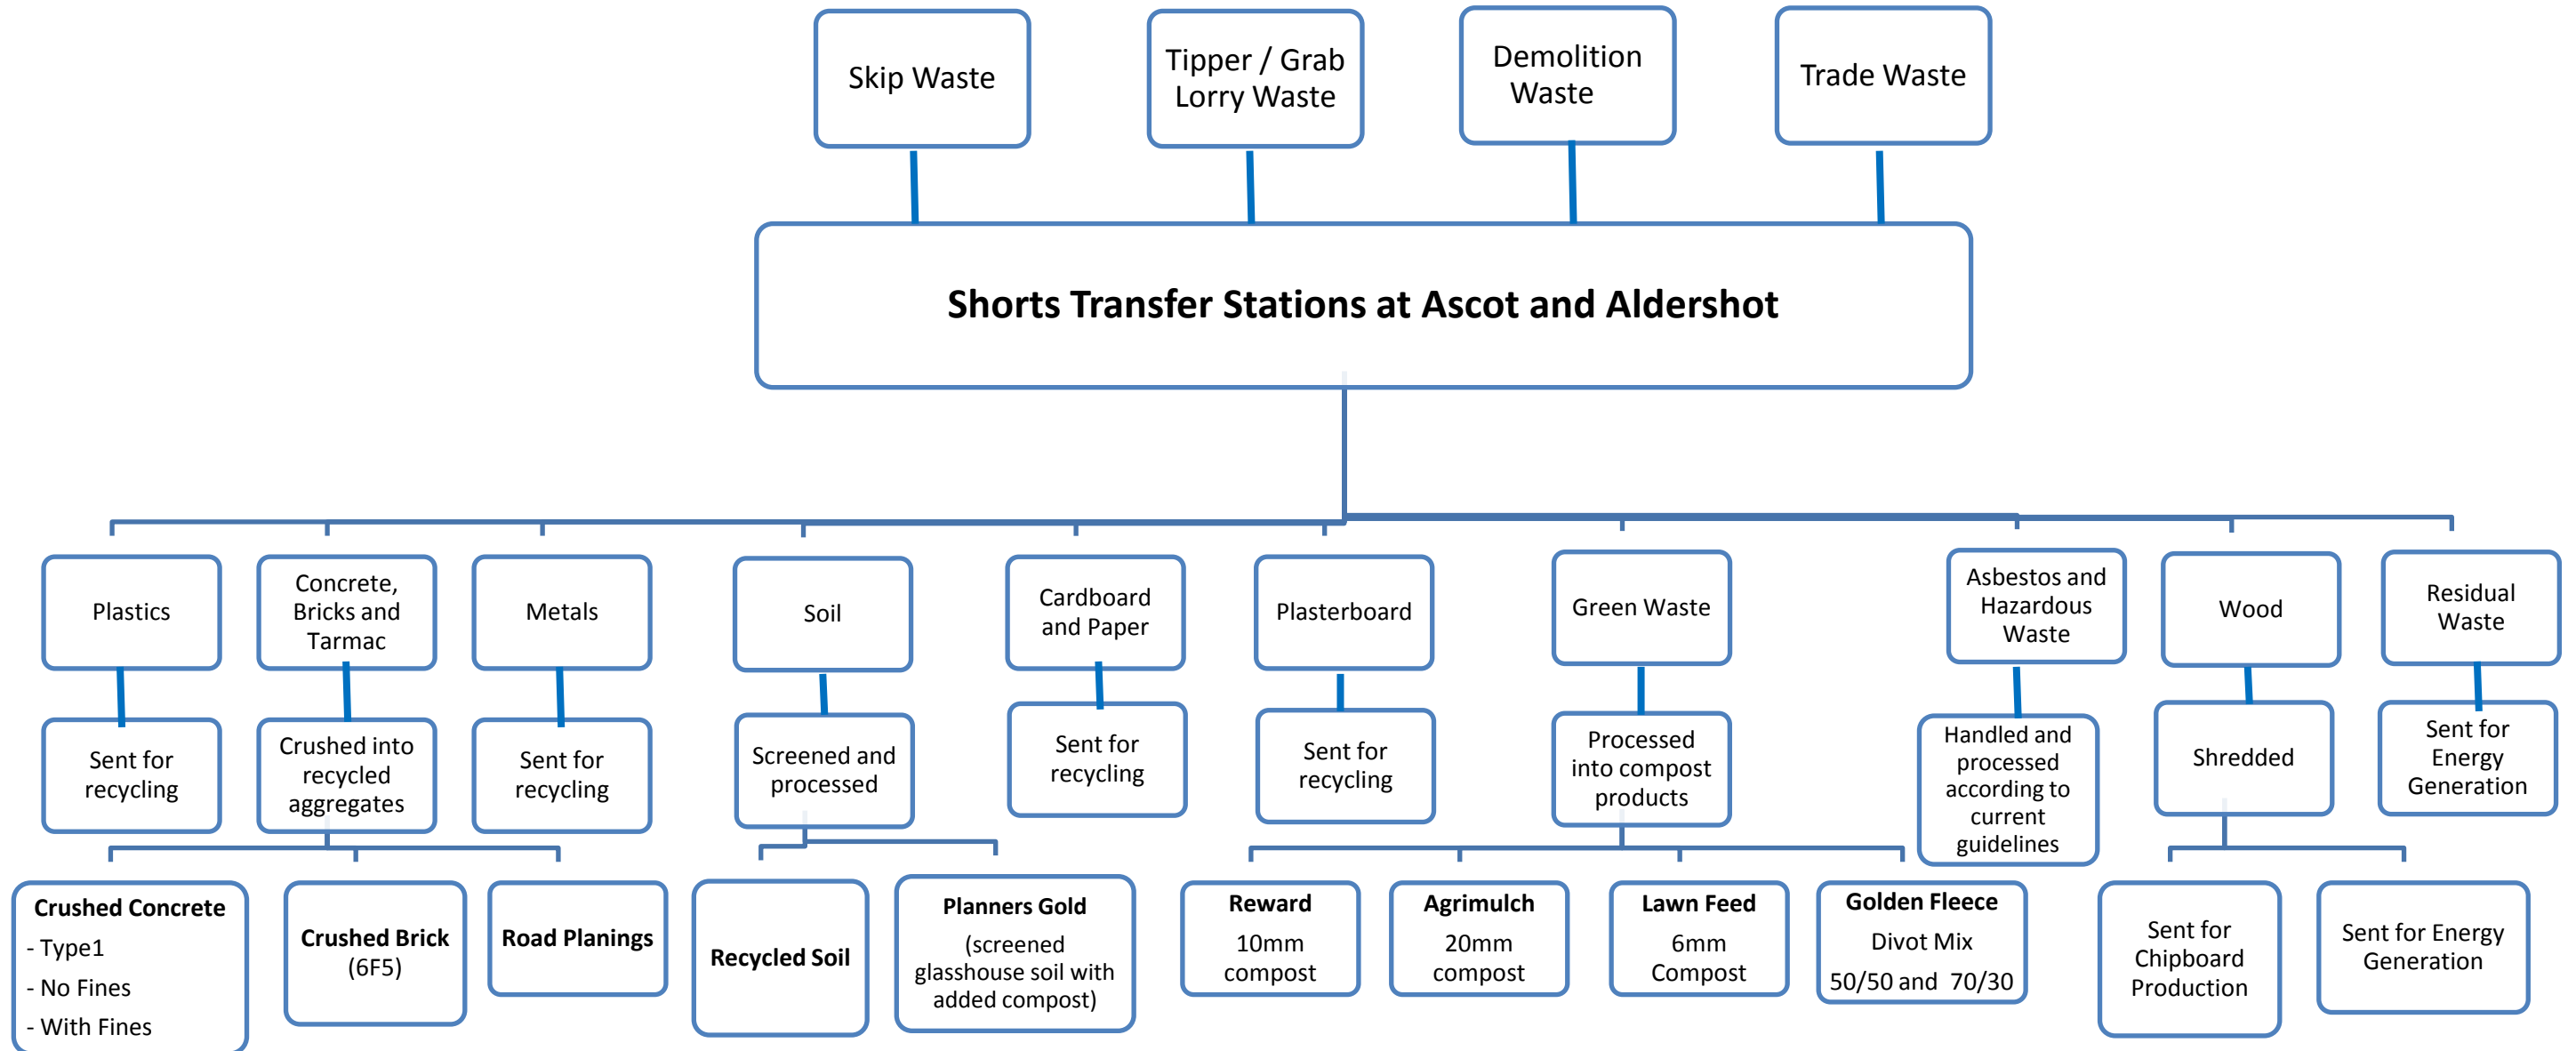 Skip Waste
Tipper / Grab
Lorry Waste
Demolition
Waste
Trade Waste
Shorts Transfer Stations at Ascot and Aldershot
Plastics
Concrete,
Bricks and
Tarmac
Metals
Soil
Cardboard
and Paper
Plasterboard
Green Waste
Asbestos and
Hazardous
Waste
Wood
Residual
Waste
Sent for
recycling
Crushed into
recycled
aggregates
Sent for
recycling
Screened and
processed
Sent for
recycling
Sent for
recycling
Processed
into compost
products
Handled and
processed
according to
current
guidelines
Shredded
Sent for
Energy
Generation
Crushed Concrete
- Type1
- No Fines
- With Fines
Crushed Brick
(6F5)
Road Planings
Recycled Soil
Planners Gold
(screened
glasshouse soil with
added compost)
Reward
10mm
compost
Agrimulch
20mm
compost
Lawn Feed
6mm
Compost
Golden Fleece
Divot Mix
50/50 and 70/30
Sent for
Chipboard
Production
Sent for Energy
Generation